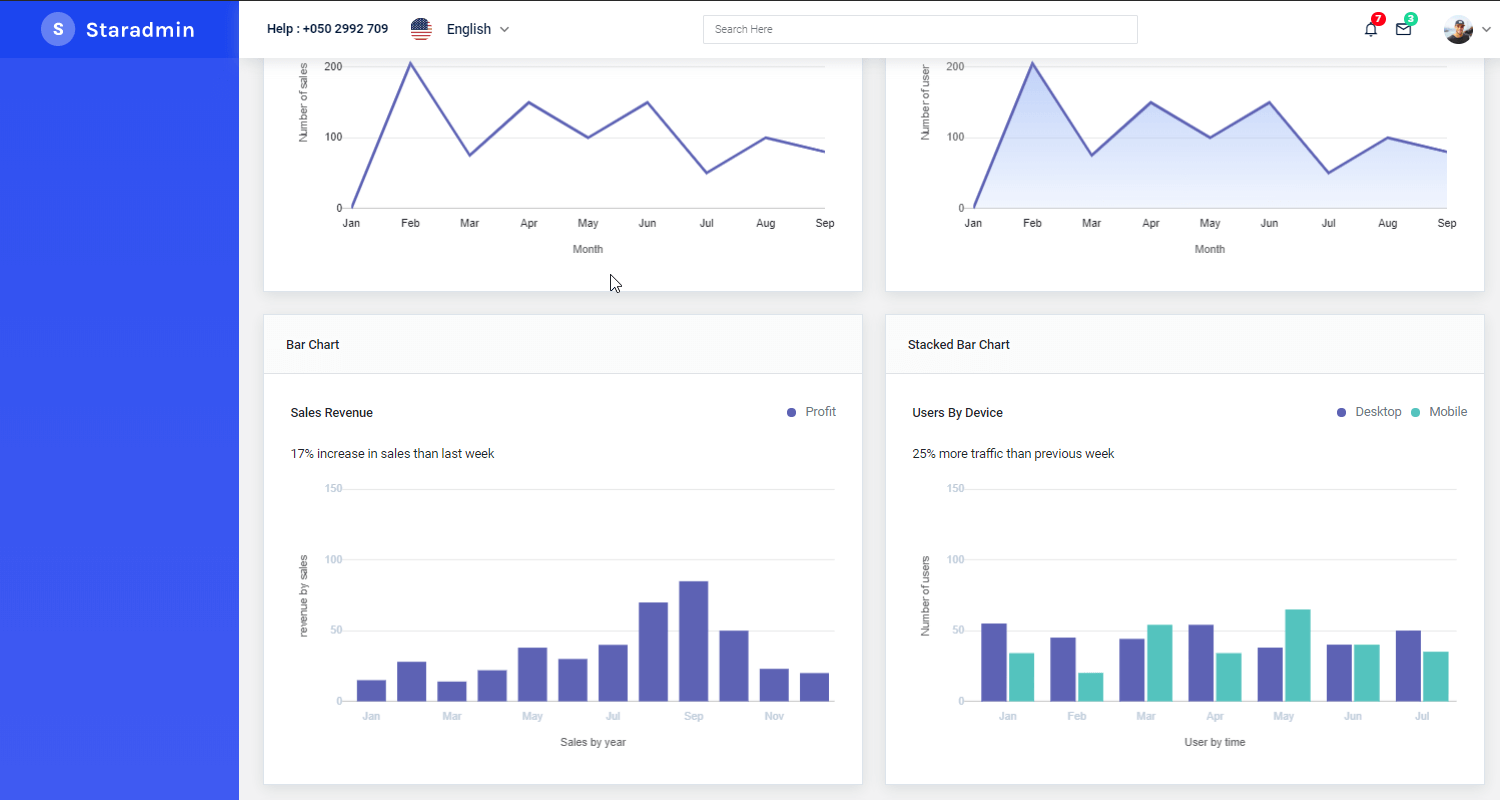 S Staradmin
Help : +050 2992 709
English
Search Here
7
3
Number of sales
200
100
0
Jan Feb Mar Apr May Jun Jul Aug Sep
Month
Number of user
200
100
0
Jan Feb Mar Apr May Jun Jul Aug Sep
Month
Bar Chart
Sales Revenue
Profit
17% increase in sales than last week
revenue by sales
150
100
50
0
Jan Mar May Jul Sep Nov
Sales by year
Stacked Bar Chart
Users By Device
Desktop Mobile
25% more traffic than previous week
Number of users
150
100
50
0
Jan Feb Mar Apr May Jun Jul
User by time